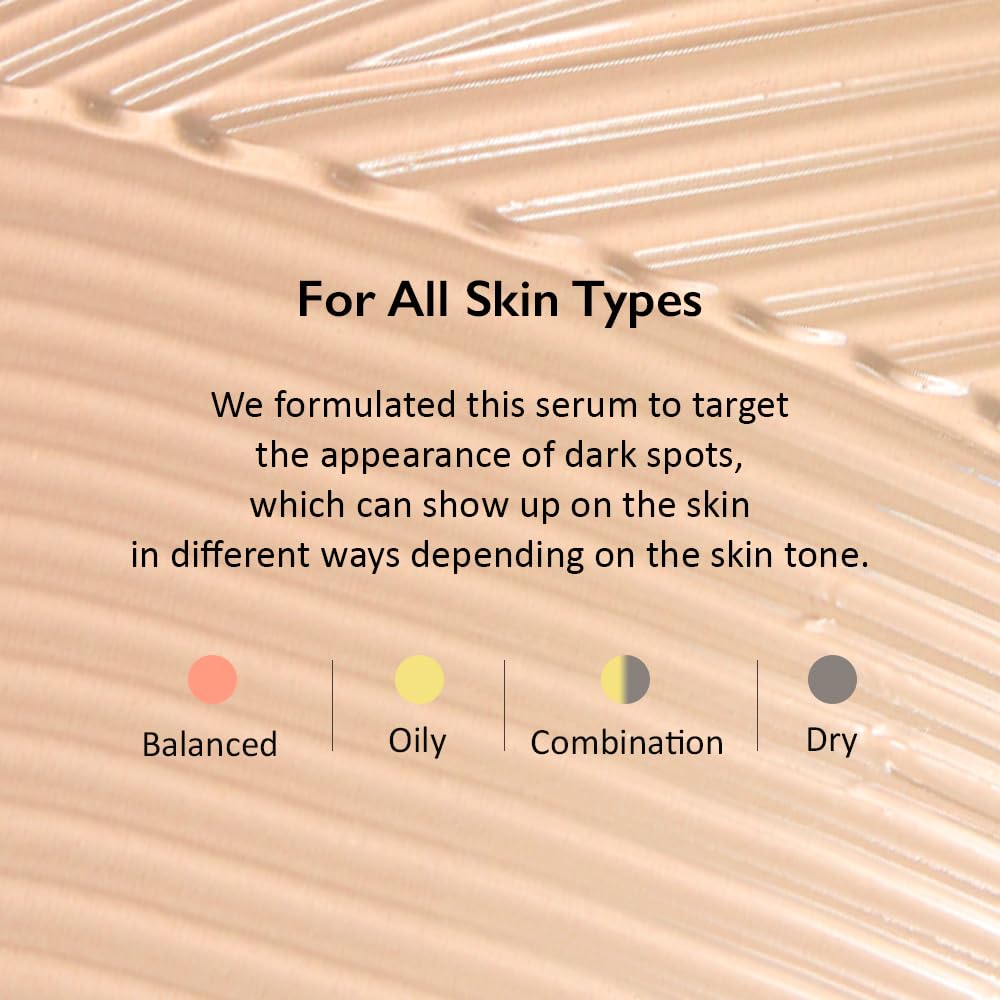 For All Skin Types
We formulated this serum to target
the appearance of dark spots,
which can show up on the skin
in different ways depending on the skin tone.
Balanced
Oily
Combination
Dry